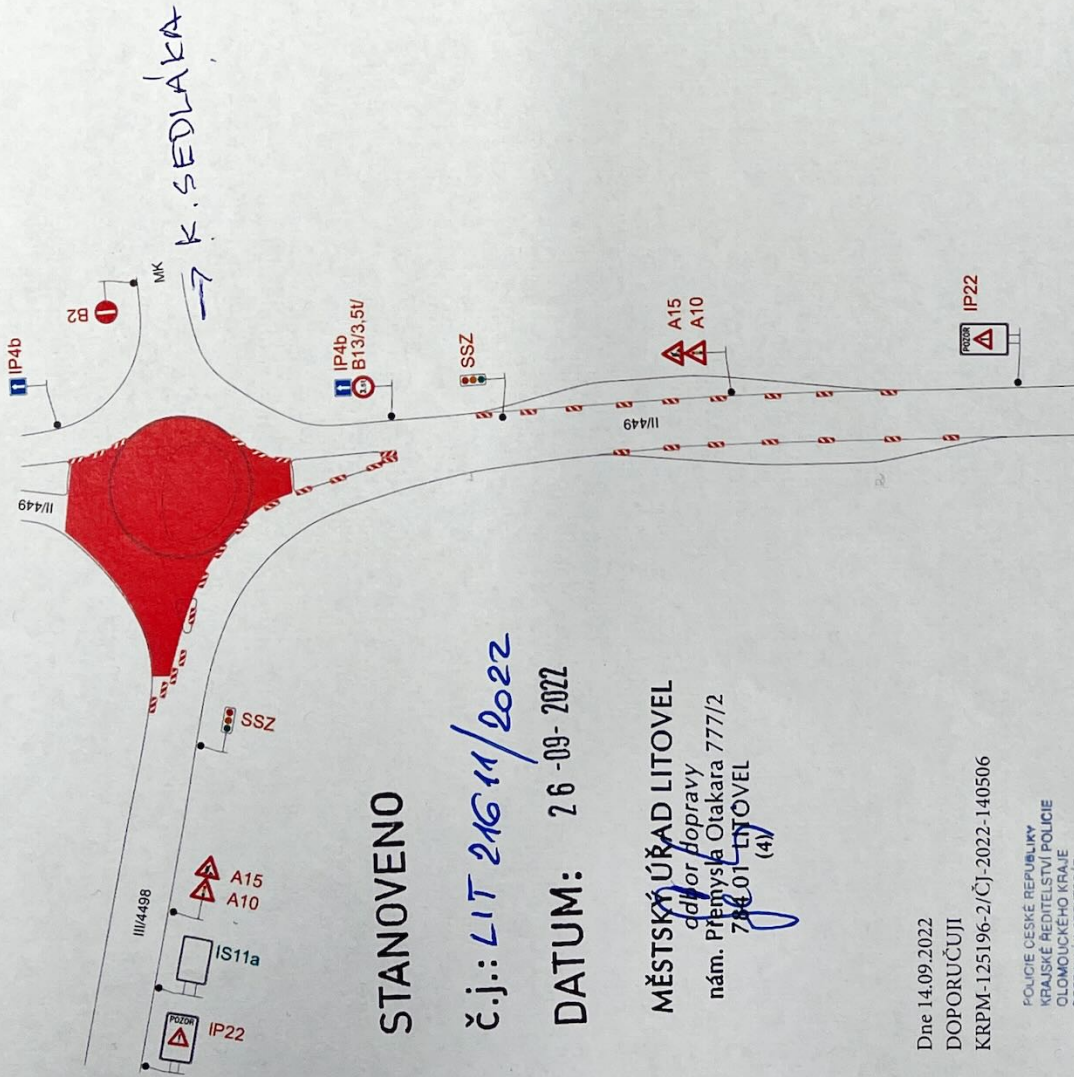 IP4b
B2
MK
→ K. SEDLÁKA
II/449
IP4b
B13/3,5t/
SSZ
II/449
A15
A10
POZOR
IP22
III/4498
SSZ
A15
A10
IS11a
POZOR
IP22
STANOVENO
Č.j.: LIT 21611/2022
DATUM: 26-09-2022
MĚSTSKÝ ÚŘAD LITOVEL
odbor dopravy
nám. Přemysla Otakara 777/2
784 01 LITOVEL
(4)
Dne 14.09.2022
DOPORUČUJI
KRPM-125196-2/ČJ-2022-140506
POLICIE ČESKÉ REPUBLIKY
KRAJSKÉ ŘEDITELSTVÍ POLICIE
OLOMOUCKÉHO KRAJE